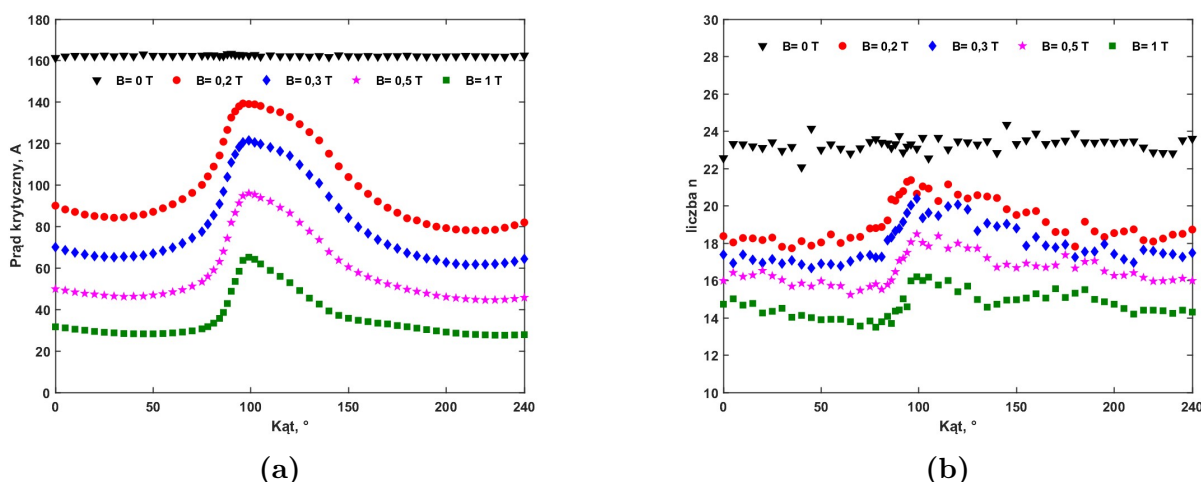 180
160
140
120
100
80
60
40
20
0
Prąd krytyczny, A
B= 0 T B= 0,2 T B= 0,3 T B= 0,5 T B= 1 T
0 50 100 150 200 240
Kąt, °
(a)
30
28
26
24
22
20
18
16
14
12
10
liczba n
B= 0 T B= 0,2 T B= 0,3 T B= 0,5 T B= 1 T
0 50 100 150 200 240
Kąt, °
(b)